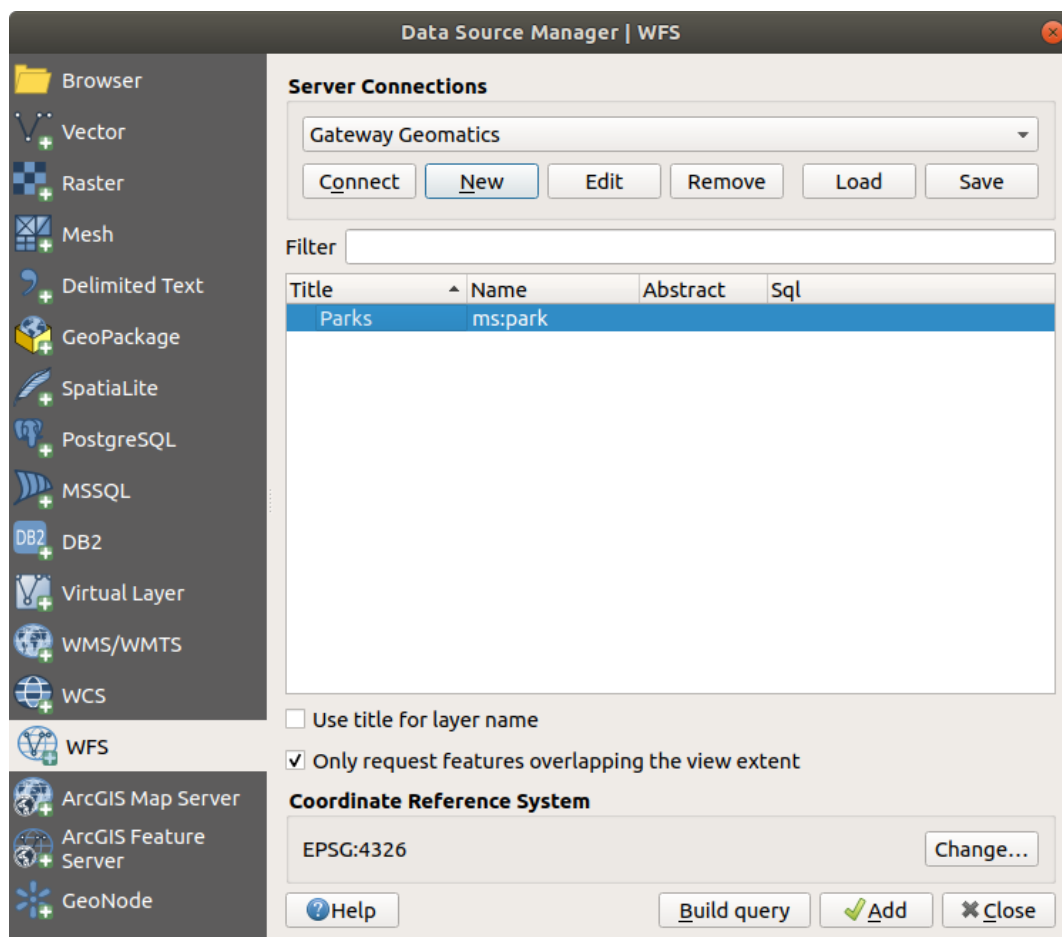 Data Source Manager | WFS
Browser
Vector
Raster
Mesh
Delimited Text
GeoPackage
SpatiaLite
PostgreSQL
MSSQL
DB2 DB2
Virtual Layer
WMS/WMTS
WCS
WFS
ArcGIS Map Server
ArcGIS Feature
Server
GeoNode
Server Connections
Gateway Geomatics
Connect New Edit Remove Load Save
Filter
Title Name Abstract Sql
Parks ms:park
Use title for layer name
Only request features overlapping the view extent
Coordinate Reference System
EPSG:4326 Change...
Help Build query Add Close